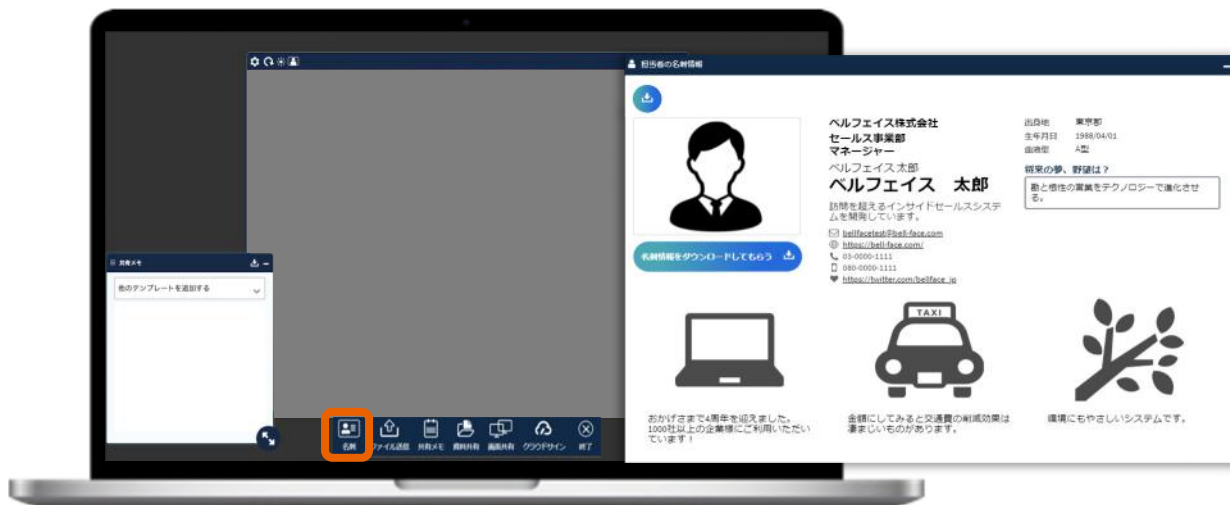 担当者の名刺情報
ベルフェイス株式会社
セールス事業部
マネージャー
ベルフェイス太郎
ベルフェイス 太郎
訪問を超えるインサイドセールスシステ
ムを開発しています。
bellfacetest@bell-face.com
https://bell-face.com/
03-0000-1111
080-0000-1111
https://twitter.com/bellface_jp
出身地 東京都
生年月日 1988/04/01
血液型 A型
将来の夢、野望は?
勘と根性の営業をテクノロジーで進化させ
る。
名刺情報をダウンロードしてもらう
共有メモ
他のテンプレートを追加する
TAXI
おかげさまで4周年を迎えました。
1000社以上の企業様にご利用いただい
ています!
金額にしてみると交通費の削減効果は
凄まじいものがあります。
環境にもやさしいシステムです。
名刺 ファイル送信 共有メモ 資料共有 画面共有 クラウドサイン 終了